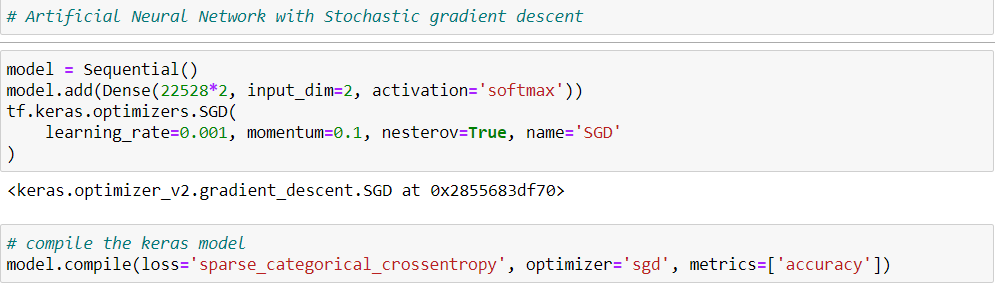 # Artificial Neural Network with Stochastic gradient descent
model = Sequential()
model.add(Dense(22528*2, input_dim=2, activation='softmax'))
tf.keras.optimizers.SGD(
    learning_rate=0.001, momentum=0.1, nesterov=True, name='SGD'
)
<keras.optimizer_v2.gradient_descent.SGD at 0x2855683df70>
# compile the keras model
model.compile(loss='sparse_categorical_crossentropy', optimizer='sgd', metrics=['accuracy'])